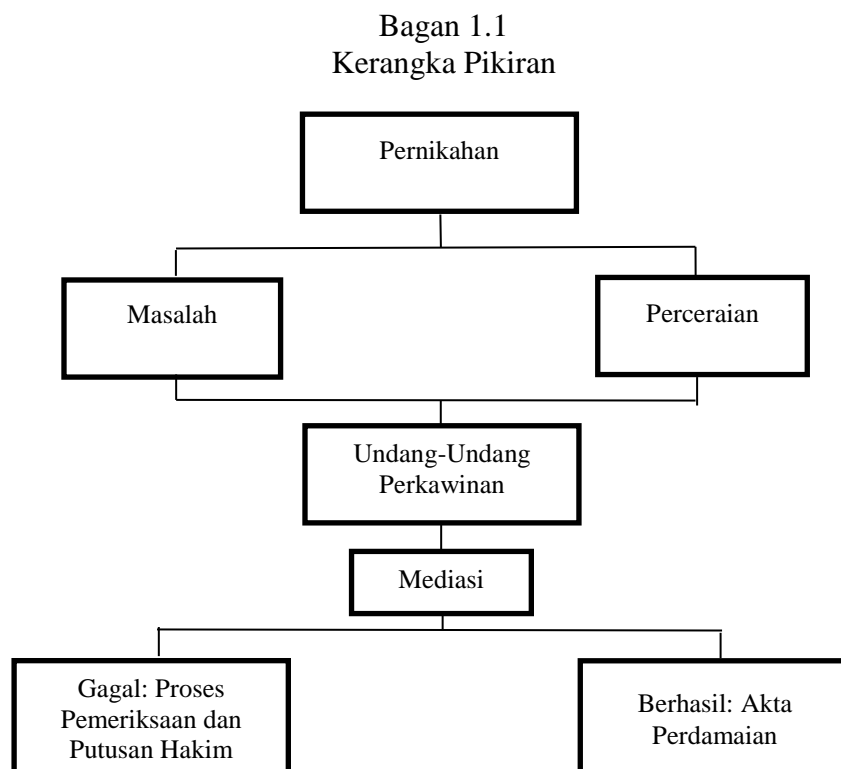 Bagan 1.1
Kerangka Pikiran
Pernikahan
Masalah
Perceraian
Undang-Undang
Perkawinan
Mediasi
Gagal: Proses
Pemeriksaan dan
Putusan Hakim
Berhasil: Akta
Perdamaian